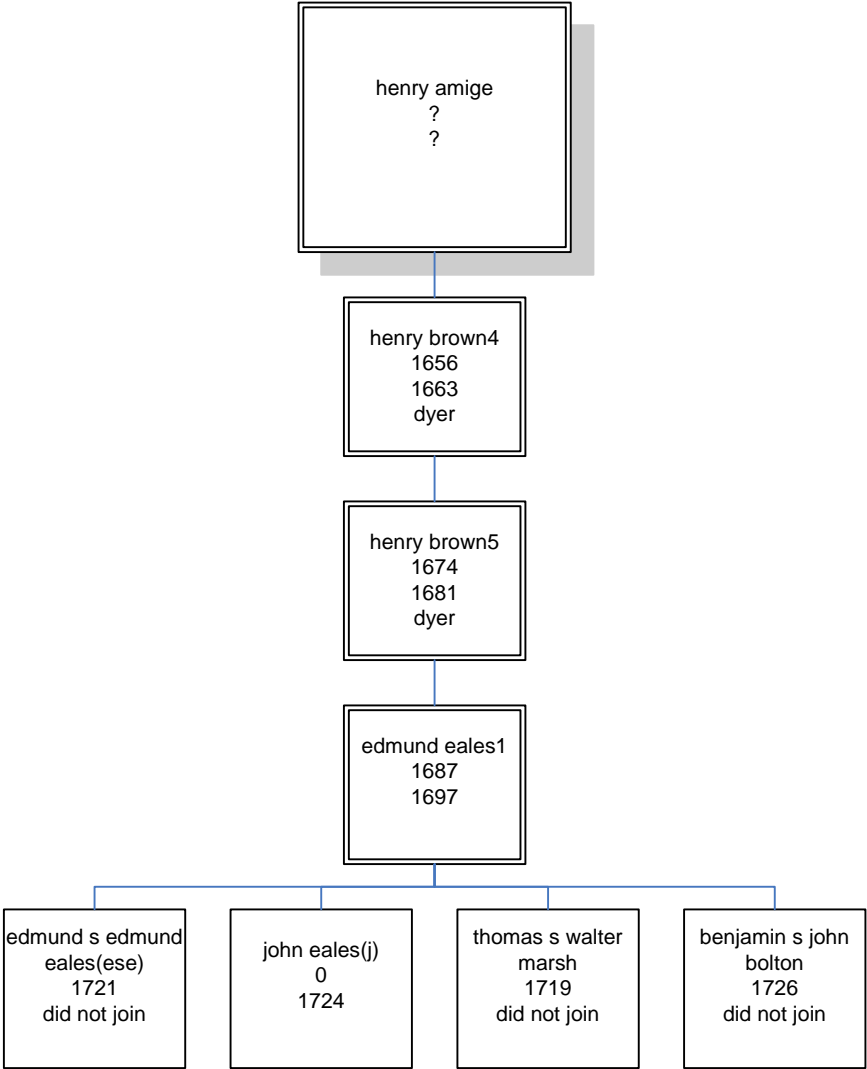 henry amige
?
?
henry brown4
1656
1663
dyer
henry brown5
1674
1681
dyer
edmund eales1
1687
1697
edmund s edmund
eales(ese)
1721
did not join
john eales(j)
0
1724
thomas s walter
marsh
1719
did not join
benjamin s john
bolton
1726
did not join